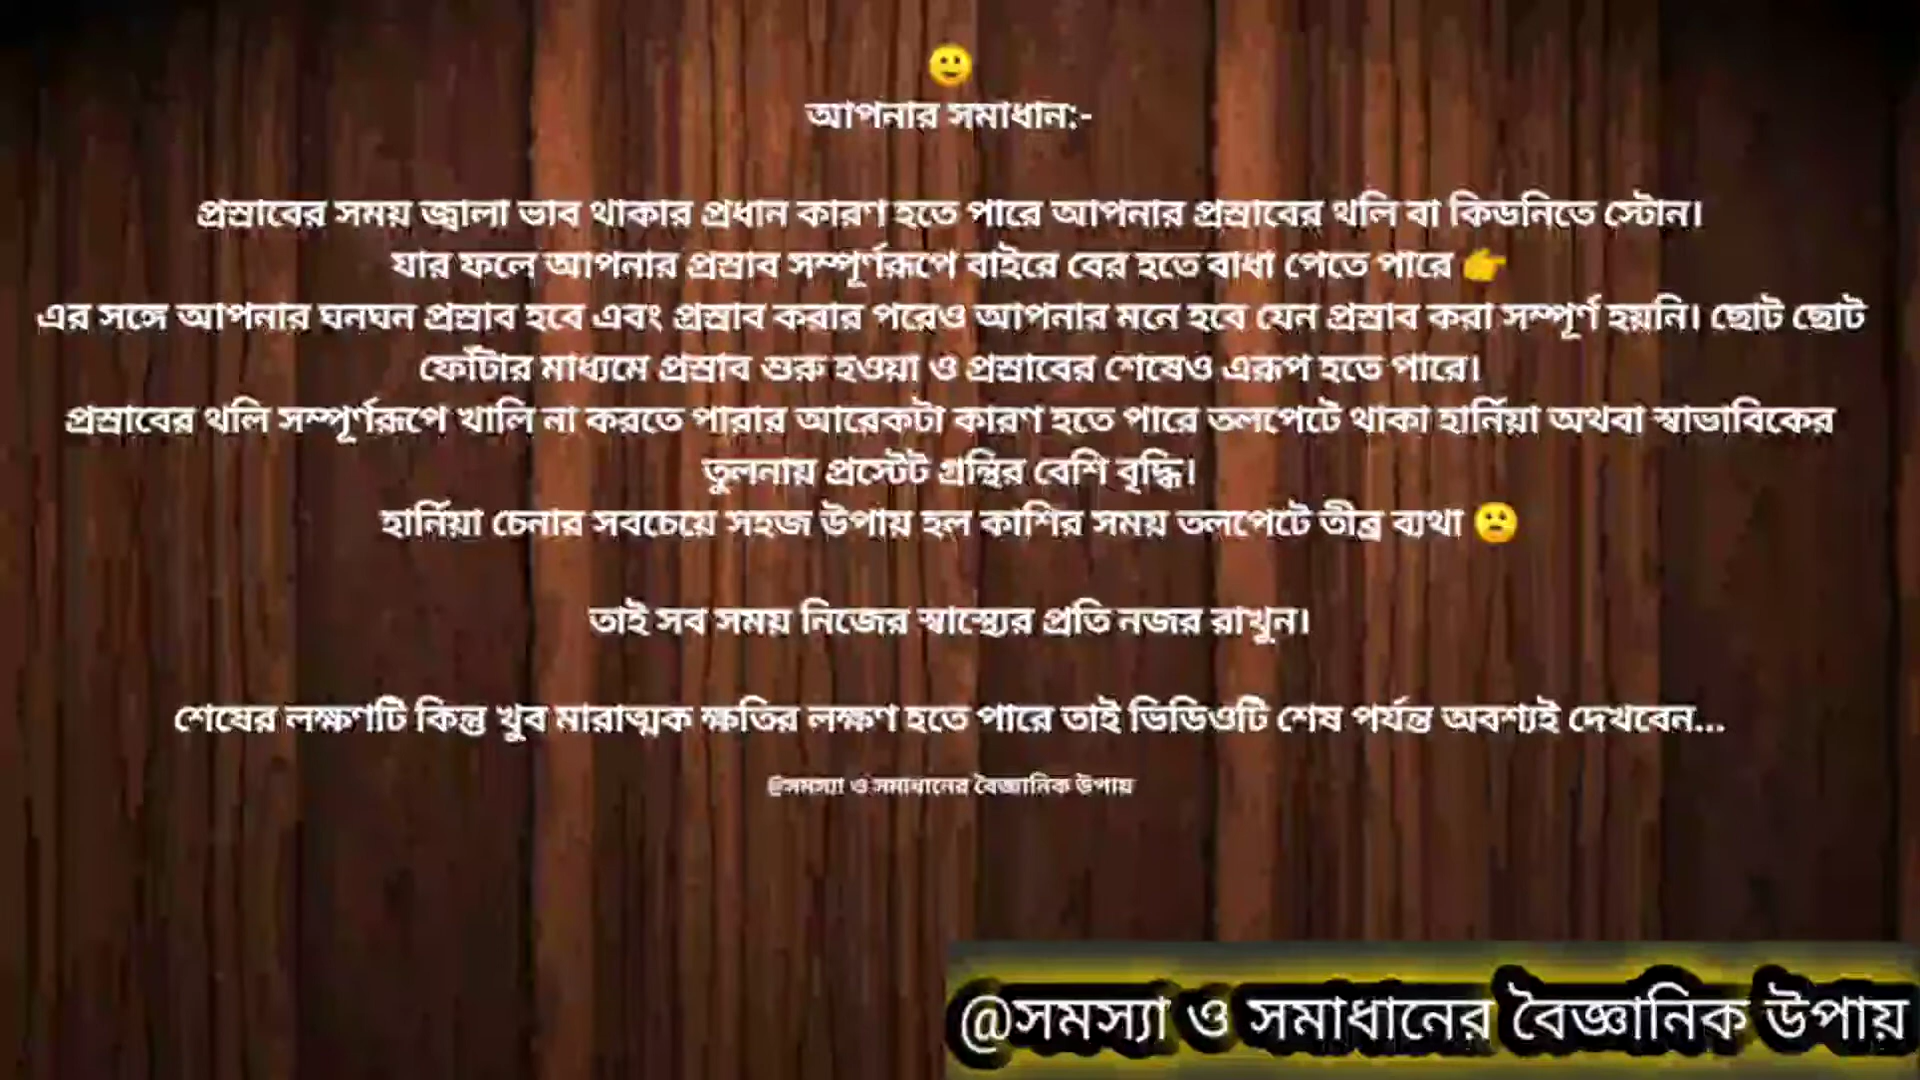 🙂
আপনার সমাধান:-
প্রস্রাবের সময় জ্বালা ভাব থাকার প্রধান কারণ হতে পারে আপনার প্রস্রাবের থলি বা কিডনিতে স্টোন।
যার ফলে আপনার প্রস্রাব সম্পূর্ণরূপে বাইরে বের হতে বাধা পেতে পারে 👉
এর সঙ্গে আপনার ঘনঘন প্রস্রাব হবে এবং প্রস্রাব করার পরেও আপনার মনে হবে যেন প্রস্রাব করা সম্পূর্ণ হয়নি। ছোট ছোট
ফোঁটার মাধ্যমে প্রস্রাব শুরু হওয়া ও প্রস্রাবের শেষেও এরূপ হতে পারে।
প্রস্রাবের থলি সম্পূর্ণরূপে খালি না করতে পারার আরেকটা কারণ হতে পারে তলপেটে থাকা হার্নিয়া অথবা স্বাভাবিকের
তুলনায় প্রস্টেট গ্রন্থির বেশি বৃদ্ধি।
হার্নিয়া চেনার সবচেয়ে সহজ উপায় হল কাশির সময় তলপেটে তীব্র ব্যথা 🙁
তাই সব সময় নিজের স্বাস্থ্যের প্রতি নজর রাখুন।
শেষের লক্ষণটি কিন্তু খুব মারাত্মক ক্ষতির লক্ষণ হতে পারে তাই ভিডিওটি শেষ পর্যন্ত অবশ্যই দেখবেন...
@সমস্যা ও সমাধানের বৈজ্ঞানিক উপায়
@সমস্যা ও সমাধানের বৈজ্ঞানিক উপায়